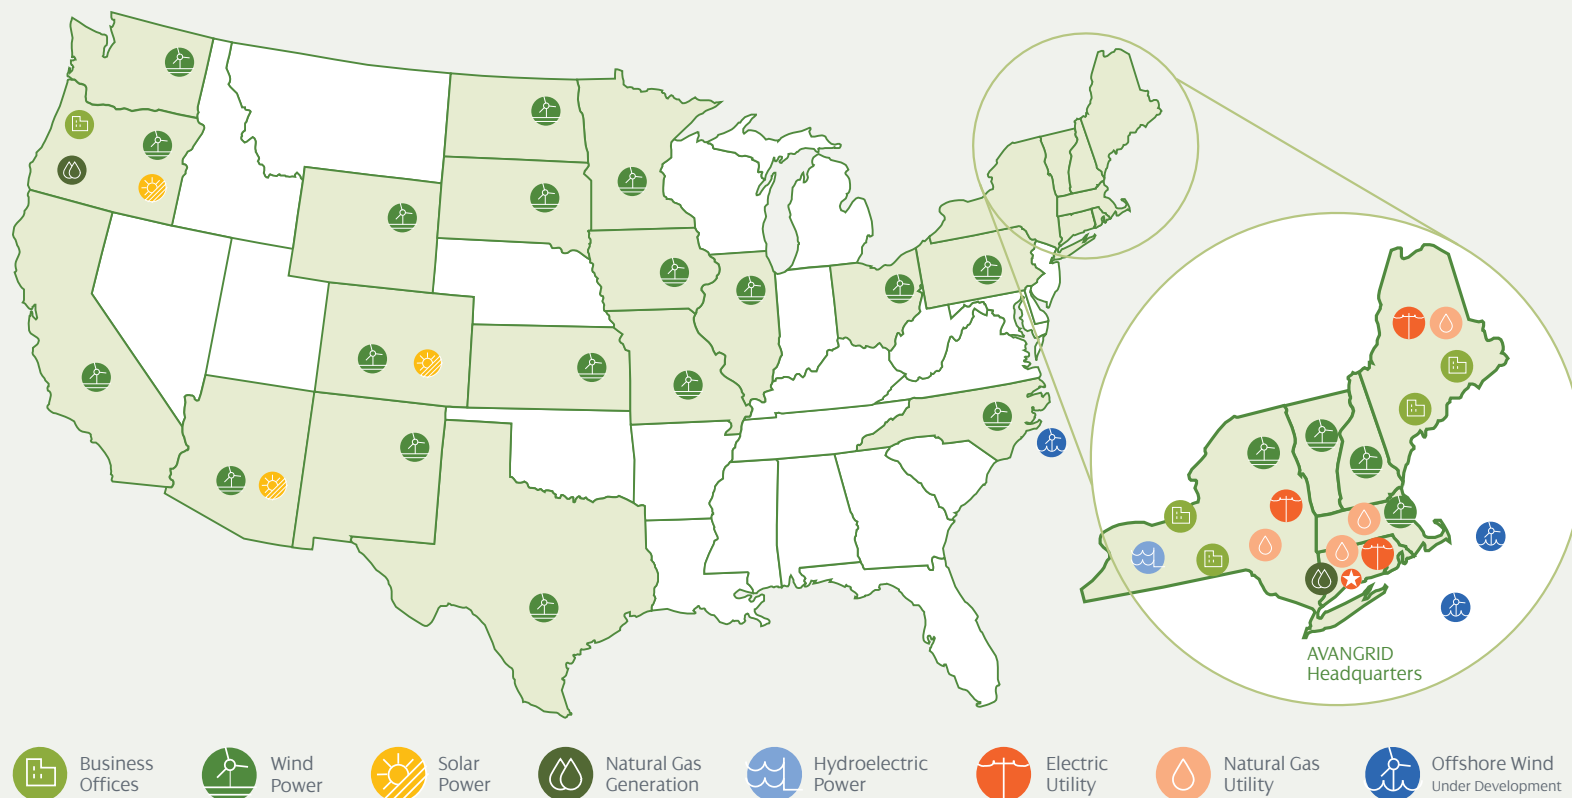 AVANGRID
Headquarters
Business
Offices
Wind
Power
Solar
Power
Natural Gas
Generation
Hydroelectric
Power
Electric
Utility
Natural Gas
Utility
Offshore Wind
Under Development